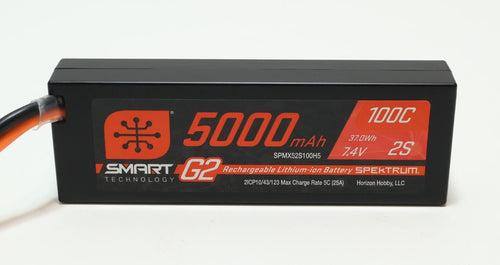 5000mAh
100C
37.0Wh
SPMX52S100H5
7.4V 2S
SMART
TECHNOLOGY
G2
Rechargeable Lithium-ion Battery SPEKTRUM
2ICP10/43/123 Max Charge Rate 5C (25A) Horizon Hobby, LLC